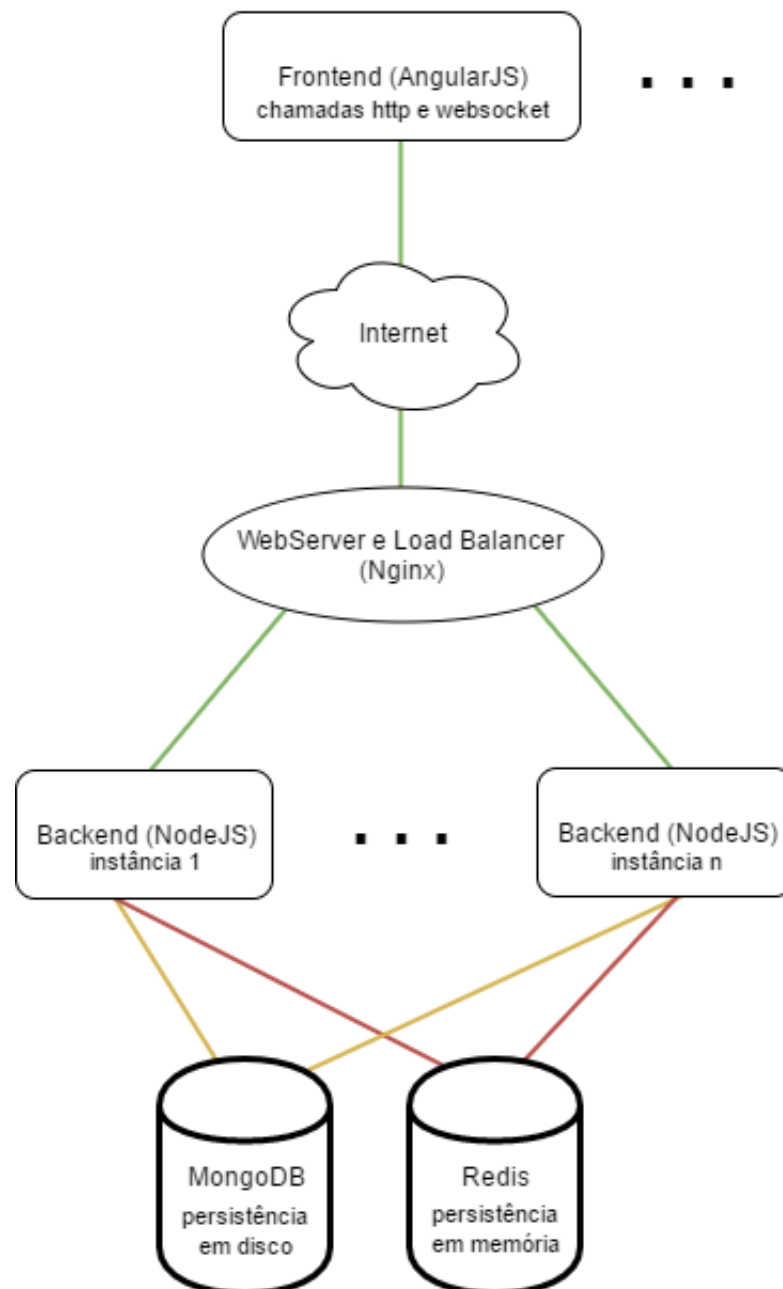 Frontend (AngularJS)
chamadas http e websocket
. . .
Internet
WebServer e Load Balancer
(Nginx)
Backend (NodeJS)
instância 1
. . .
Backend (NodeJS)
instância n
MongoDB
persistência
em disco
Redis
persistência
em memória